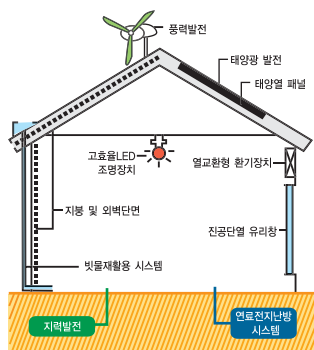 풍력발전
태양광 발전
태양열 패널
고효율LED
조명장치
열교환형 환기장치
지붕 및 외벽단면
진공단열 유리창
빗물재활용 시스템
지력발전
연료전지난방
시스템